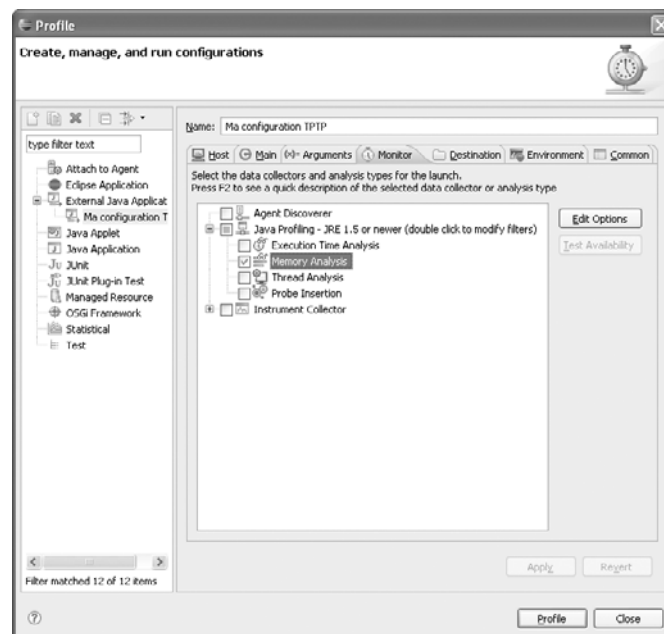 Profile
Create, manage, and run configurations
type filter text
Attach to Agent
Eclipse Application
External Java Applicat
Ma configuration T
Java Applet
Java Application
JUnit
JUnit Plug-in Test
Managed Resource
OSGi Framework
Statistical
Test
Filter matched 12 of 12 items
Name: Ma configuration TPTP
Host Main (x)= Arguments Monitor Destination Environment Common
Select the data collectors and analysis types for the launch.
Press F2 to see a quick description of the selected data collector or analysis type
Agent Discoverer
Java Profiling - JRE 1.5 or newer (double click to modify filters)
Execution Time Analysis
Memory Analysis
Thread Analysis
Probe Insertion
Instrument Collector
Edit Options
Test Availability
Apply Revert
Profile Close